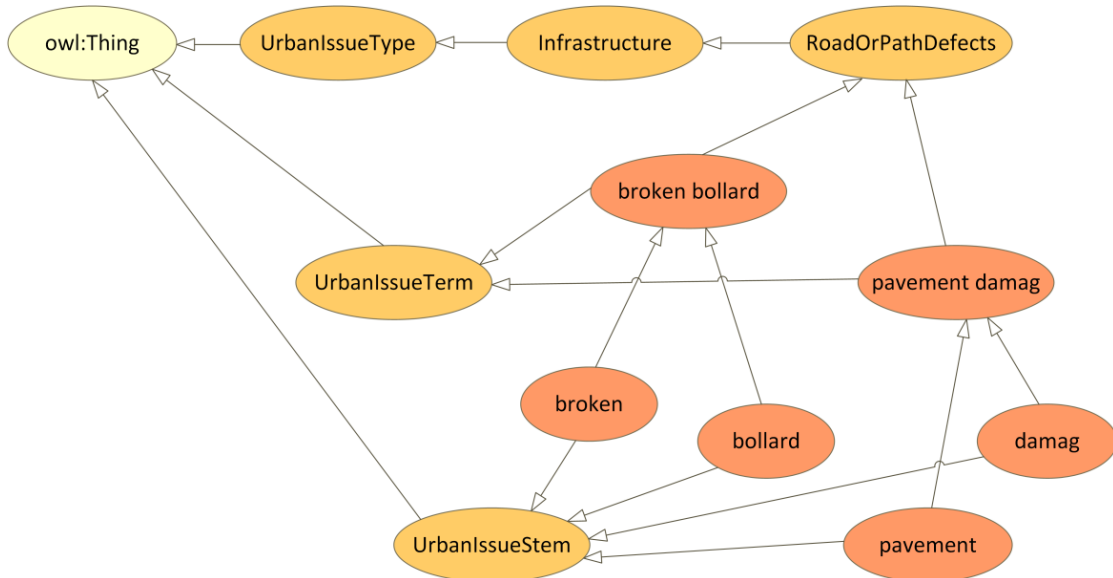 owl:Thing
UrbanIssueType
Infrastructure
RoadOrPathDefects
broken bollard
UrbanIssueTerm
pavement damag
broken
bollard
damag
UrbanIssueStem
pavement